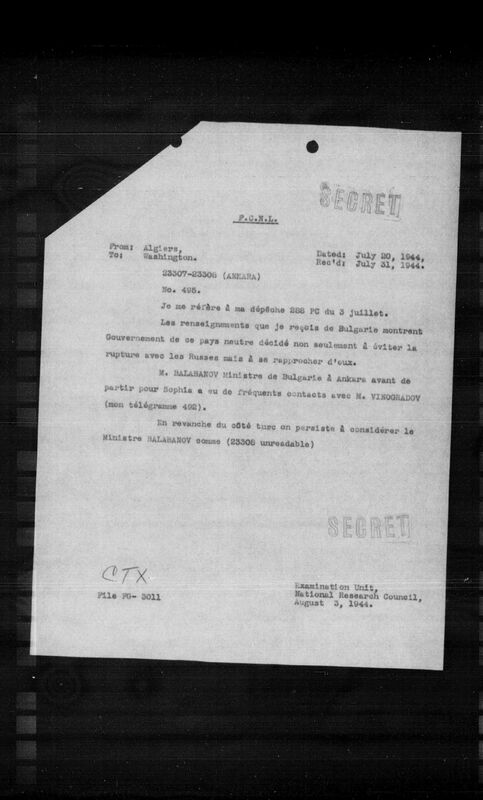 SECRET
F.C.N.L.
From: Algiers,
To: Washington.
Dated: July 20, 1944,
Rec'd: July 31, 1944.
23307-23308 (ANKARA)
No. 495.
Je me réfère à ma dépêche 288 PC du 3 juillet.
Les renseignments que je reçois de Bulgarie montrent
Gouvernement de ce pays neutre décidé non seulement à éviter la
rupture avec les Russes mais à se rapprocher d'eux.
M. BALABANOV Ministre de Bulgarie à Ankara avant de
partir pour Sophia a eu de fréquents contacts avec M. VINOGRADOV
(mon télégramme 492).
En revanche du côté turc on persiste à considérer le
Ministre BALABANOV comme (23308 unreadable)
SECRET
CTX
File FG- 3011
Examination Unit,
National Research Council,
August 3, 1944.